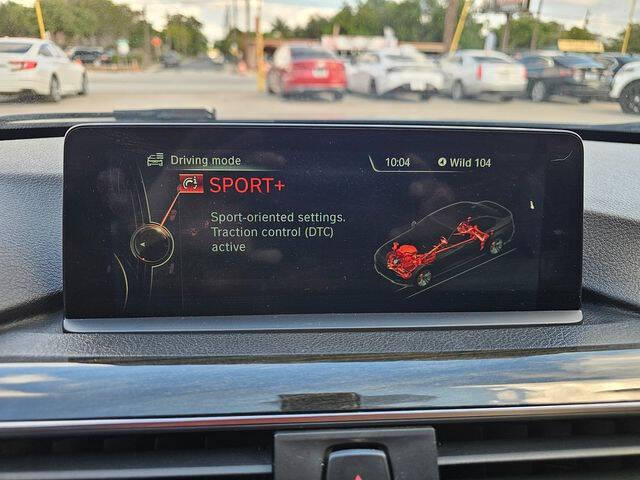 Driving mode
10:04
Wild 104
SPORT+
Sport-oriented settings.
Traction control (DTC)
active